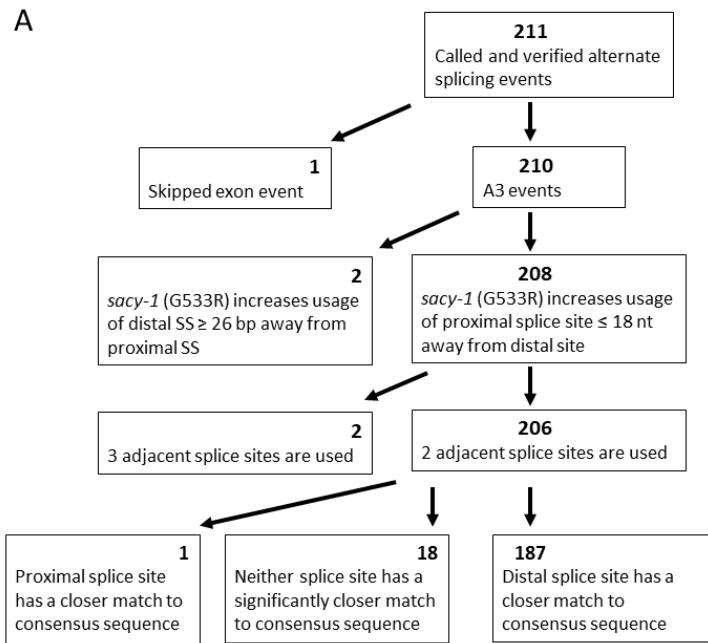 A
211
Called and verified alternate
splicing events
1
Skipped exon event
210
A3 events
2
sacy-1 (G533R) increases usage
of distal SS ≥ 26 bp away from
proximal SS
208
sacy-1 (G533R) increases usage
of proximal splice site ≤ 18 nt
away from distal site
2
3 adjacent splice sites are used
206
2 adjacent splice sites are used
1
Proximal splice site
has a closer match to
consensus sequence
18
Neither splice site has a
significantly closer match
to consensus sequence
187
Distal splice site has a
closer match to
consensus sequence